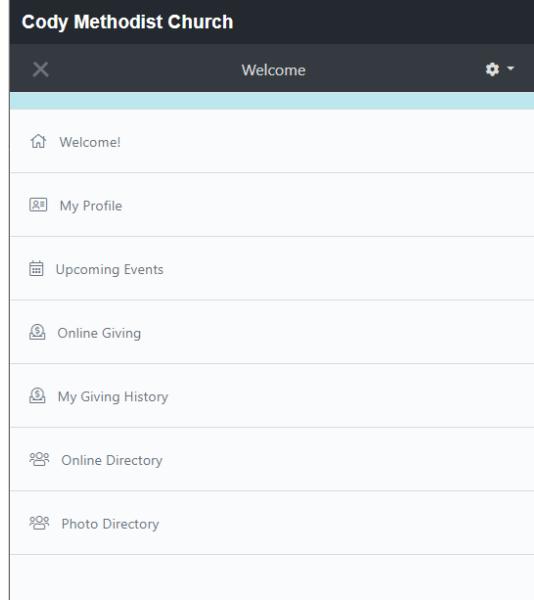 Cody Methodist Church
Welcome
Welcome!
My Profile
Upcoming Events
Online Giving
My Giving History
Online Directory
Photo Directory